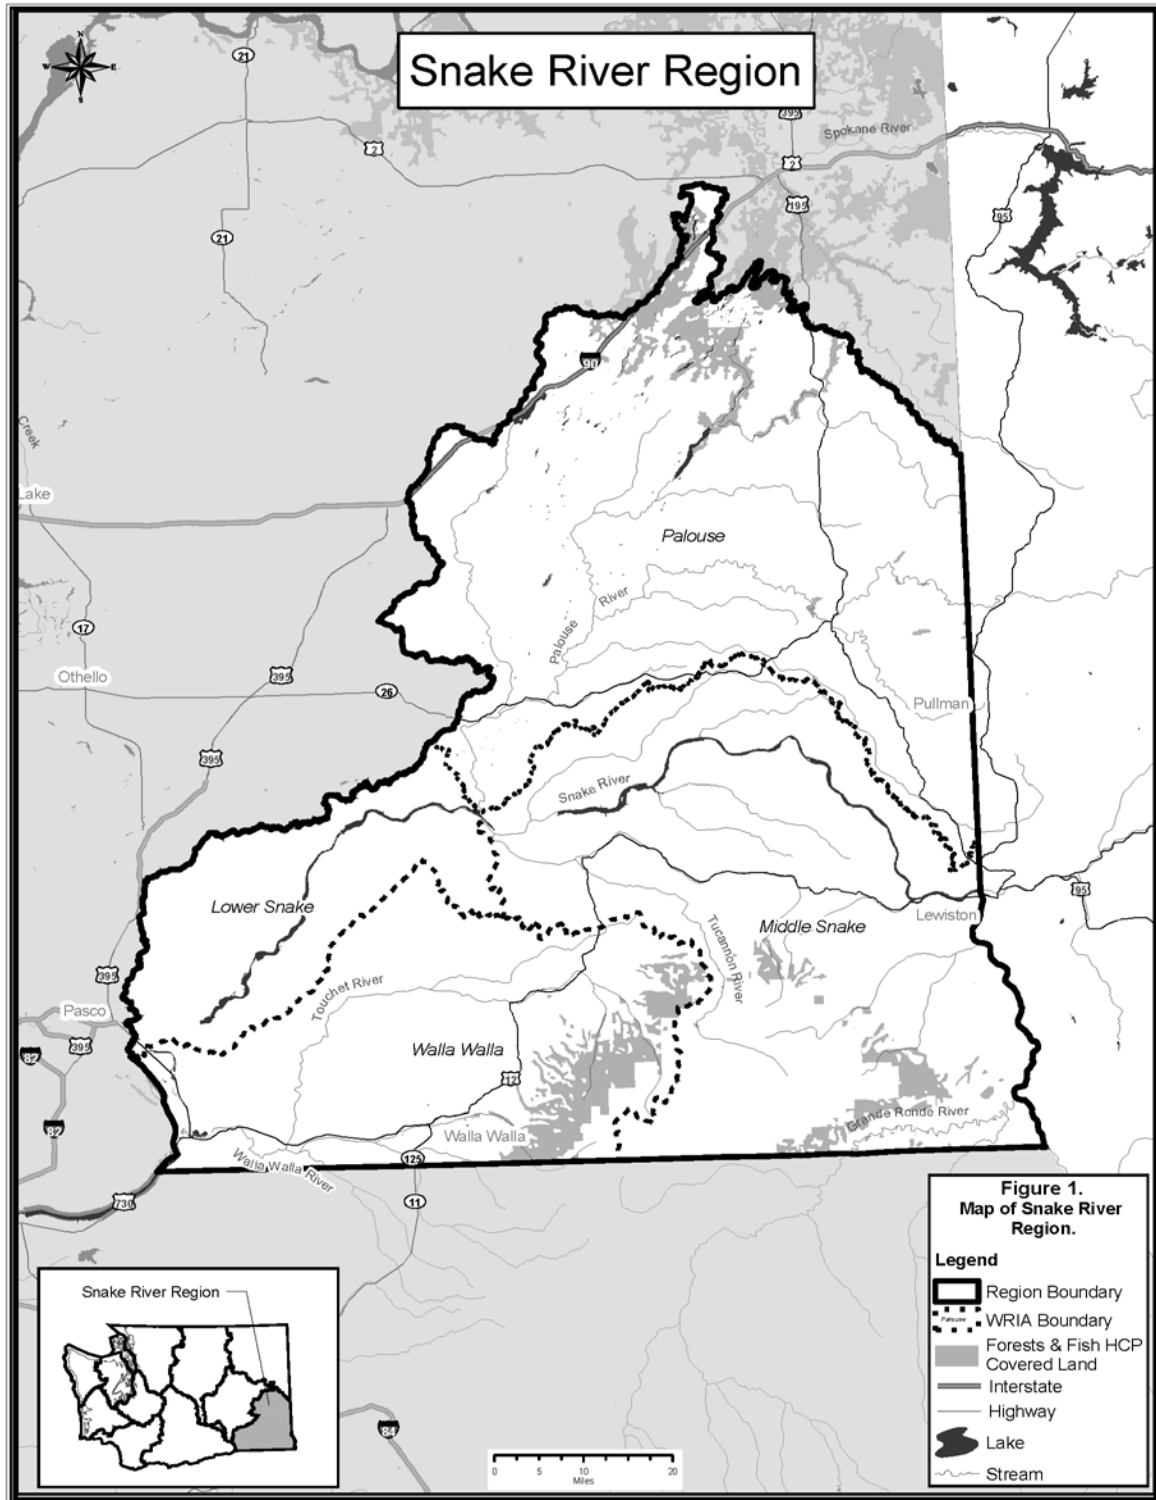 Snake River Region
N
W
E
S
21
2
395
Spokane River
2
195
95
21
90
Creek
Lake
Palouse
River
Palouse
17
Othello
395
26
Pullman
395
Snake River
95
Lower Snake
Middle Snake
Lewiston
Tucannon River
395
Touchet River
Pasco
395
82
Walla Walla
12
82
Grande Ronde River
Walla Walla
125
Walla Walla River
730
11
84
Figure 1.
Map of Snake River
Region.
Legend
Region Boundary
Palouse
WRIA Boundary
Forests & Fish HCP
Covered Land
Interstate
Highway
Lake
Stream
Snake River Region
0 5 10 20
Miles